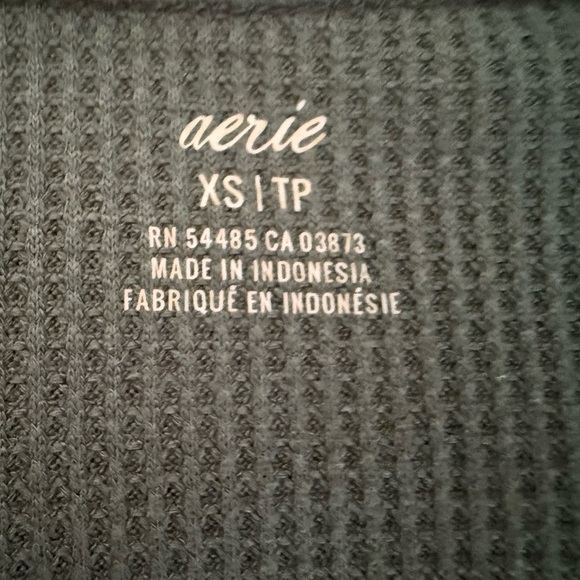 aerie
XS | TP
RN 54485 CA 03873
MADE IN INDONESIA
FABRIQUÉ EN INDONÉSIE